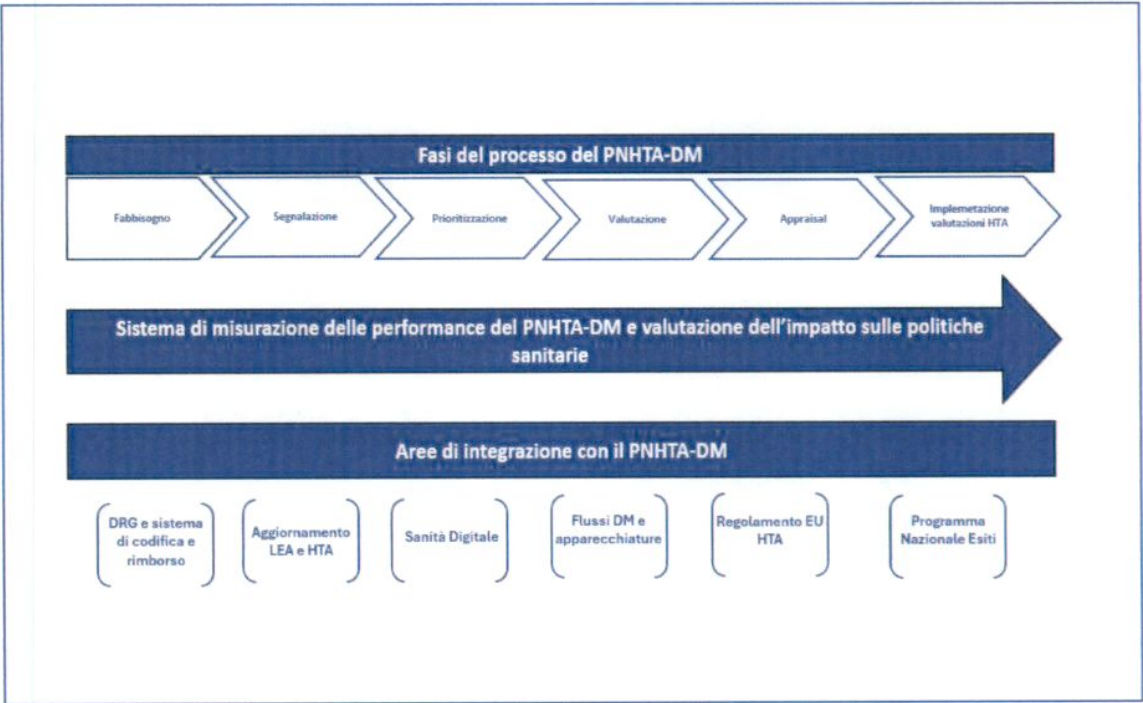 Fasi del processo del PNHTA-DM
Fabbisogno
Segnalazione
Prioritizzazione
Valutazione
Appraisal
Implemetazione
valutazioni HTA
Sistema di misurazione delle performance del PNHTA-DM e valutazione dell'impatto sulle politiche
sanitarie
Aree di integrazione con il PNHTA-DM
DRG e sistema
di codifica e
rimborso
Aggiornamento
LEA e HTA
Sanità Digitale
Flussi DM e
apparecchiature
Regolamento EU
HTA
Programma
Nazionale Esiti